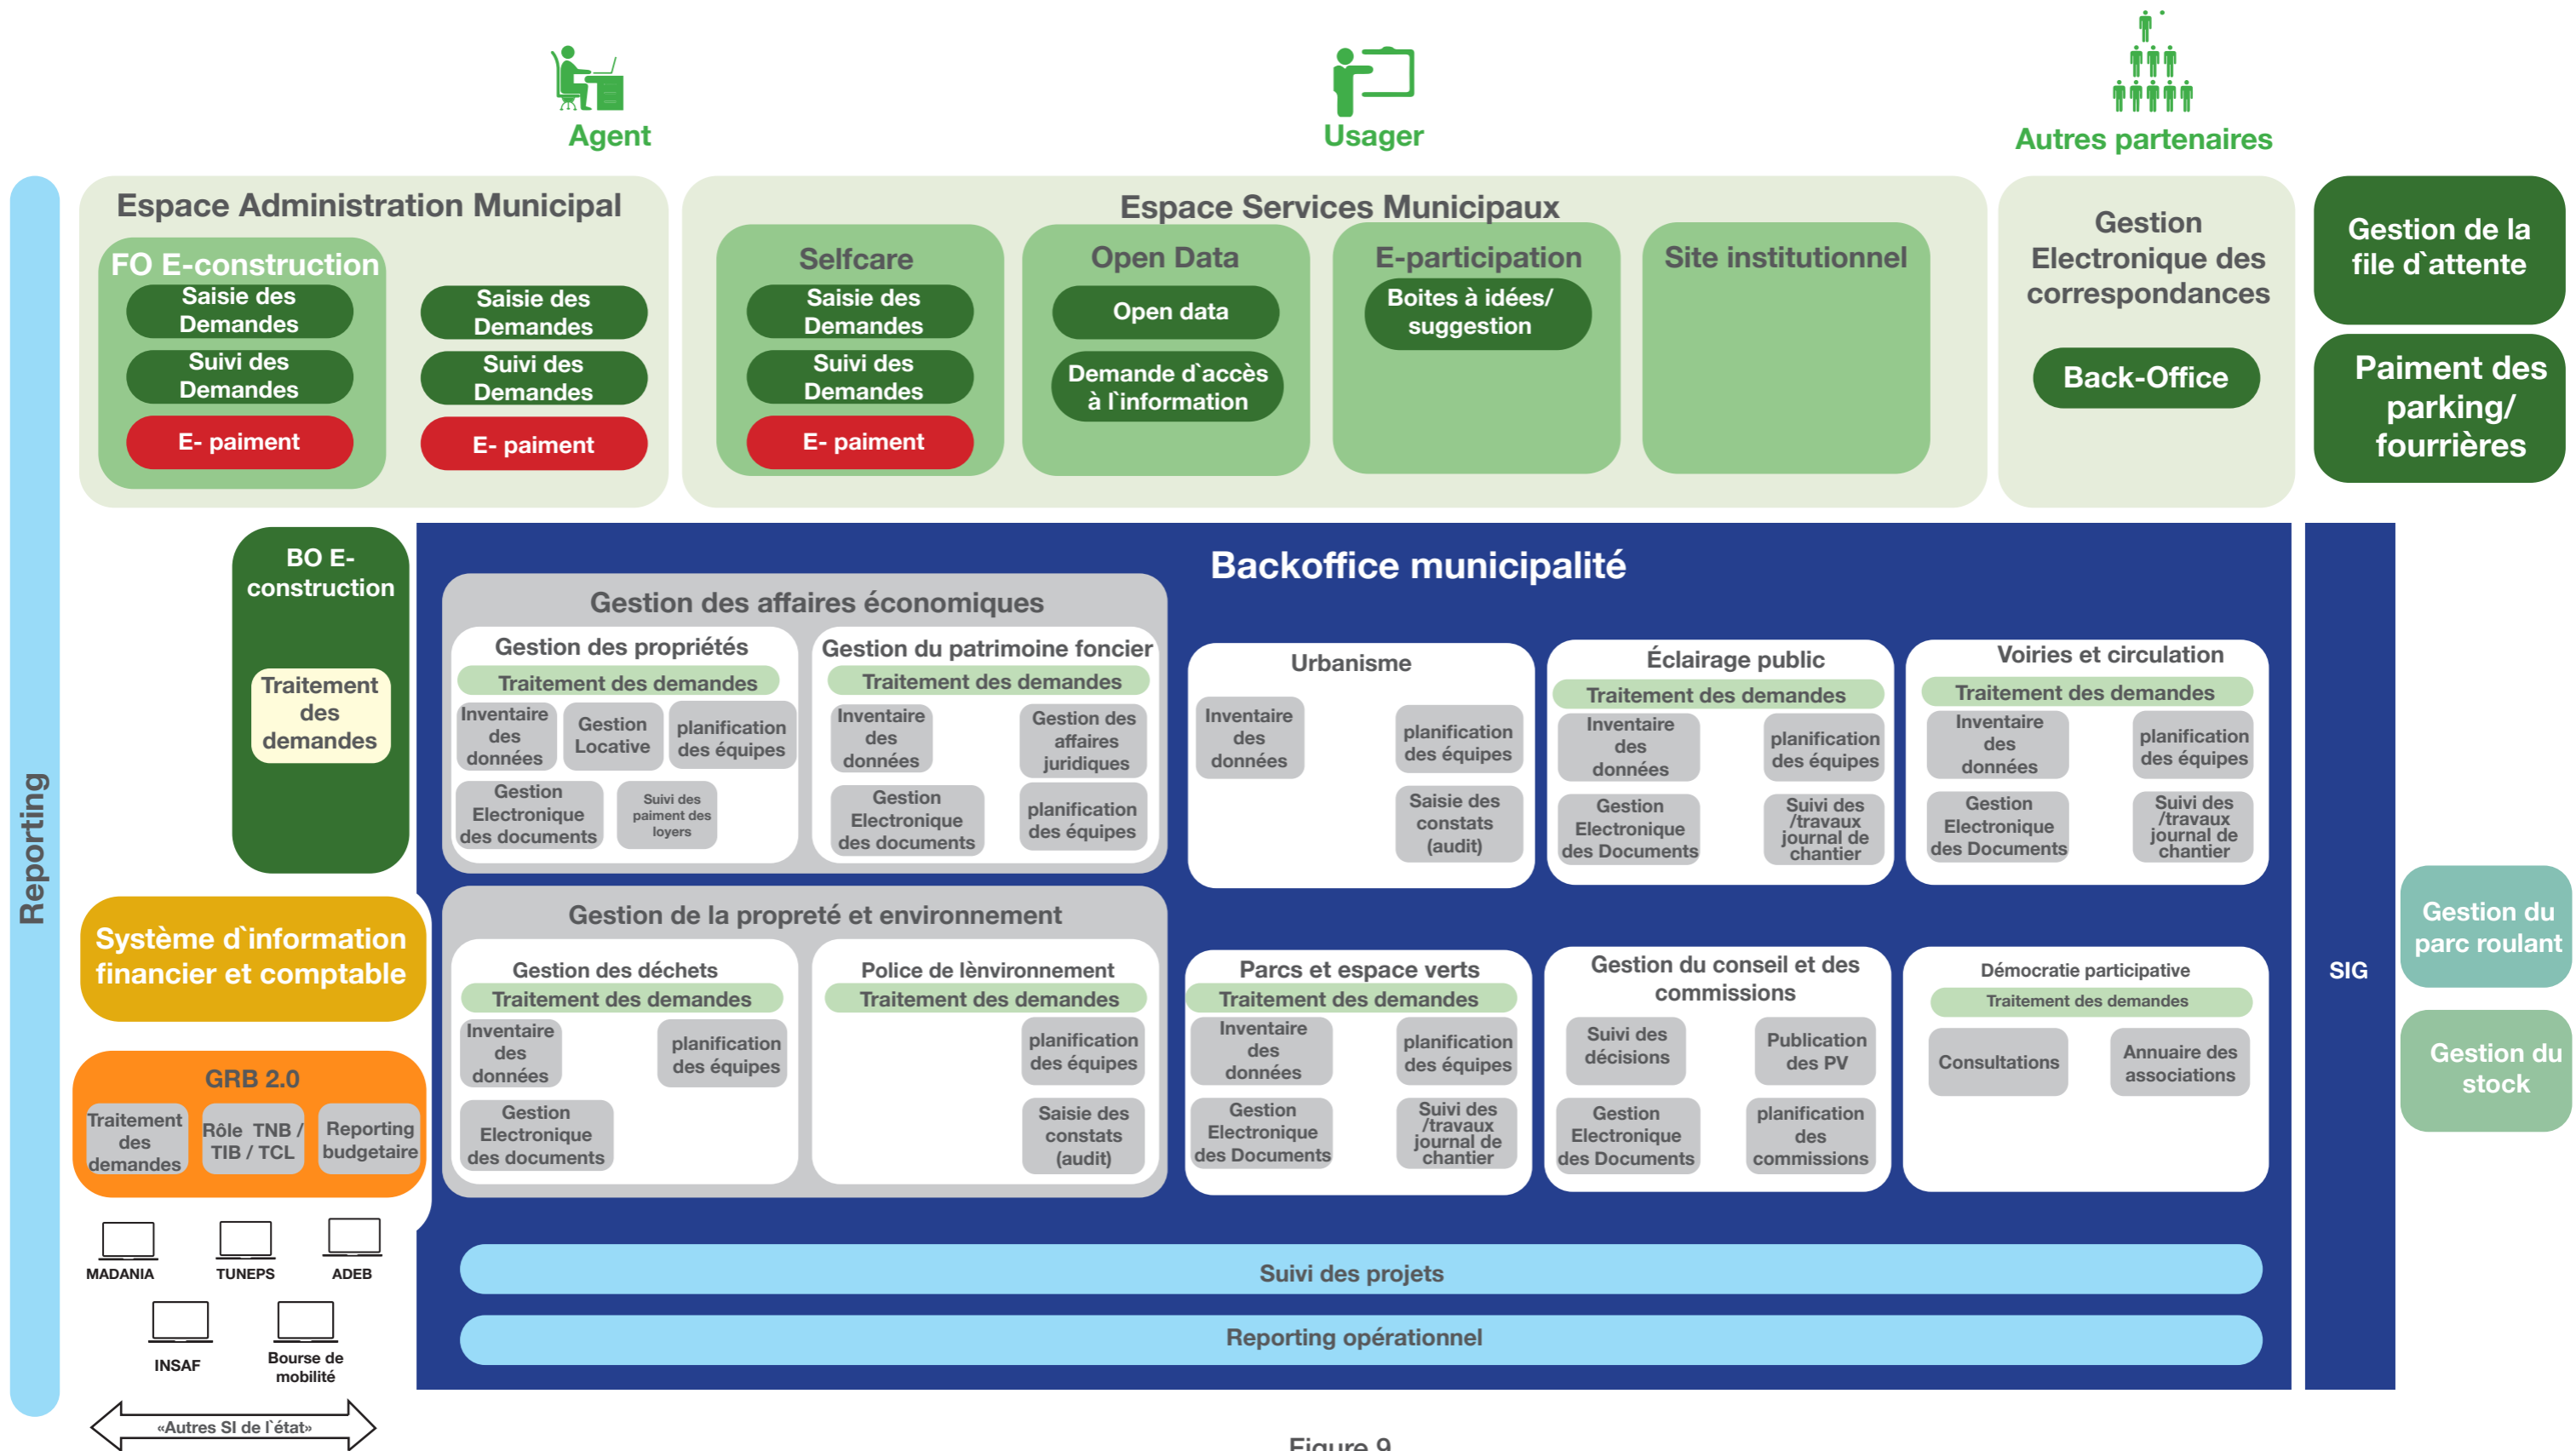 Agent
Usager
Autres partenaires
Reporting
Espace Administration Municipal
FO E-construction
Saisie des
Demandes
Suivi des
Demandes
E- paiment
Saisie des
Demandes
Suivi des
Demandes
E- paiment
Espace Services Municipaux
Selfcare
Saisie des
Demandes
Suivi des
Demandes
E- paiment
Open Data
Open data
Demande d`accès
à l`information
E-participation
Boites à idées/
suggestion
Site institutionnel
Gestion
Electronique des
correspondances
Back-Office
Gestion de la
file d`attente
Paiment des
parking/
fourrières
BO E-
construction
Traitement
des
demandes
Backoffice municipalité
Gestion des affaires économiques
Gestion des propriétés
Traitement des demandes
Inventaire
des
données
Gestion
Locative
planification
des équipes
Gestion
Electronique
des documents
Suivi des
paiment des
loyers
Gestion du patrimoine foncier
Traitement des demandes
Inventaire
des
données
Gestion des
affaires
juridiques
Gestion
Electronique
des documents
planification
des équipes
Urbanisme
Inventaire
des
données
planification
des équipes
Saisie des
constats
(audit)
Éclairage public
Traitement des demandes
Inventaire
des
données
planification
des équipes
Gestion
Electronique
des Documents
Suivi des
/travaux
journal de
chantier
Voiries et circulation
Traitement des demandes
Inventaire
des
données
planification
des équipes
Gestion
Electronique
des Documents
Suivi des
/travaux
journal de
chantier
Système d`information
financier et comptable
Gestion de la propreté et environnement
Gestion des déchets
Traitement des demandes
Inventaire
des
données
planification
des équipes
Gestion
Electronique
des documents
Police de lènvironnement
Traitement des demandes
planification
des équipes
Saisie des
constats
(audit)
Parcs et espace verts
Traitement des demandes
Inventaire
des
données
planification
des équipes
Gestion
Electronique
des Documents
Suivi des
/travaux
journal de
chantier
Gestion du conseil et des
commissions
Suivi des
décisions
Publication
des PV
Gestion
Electronique
des Documents
planification
des
commissions
Démocratie participative
Traitement des demandes
Consultations
Annuaire des
associations
SIG
Gestion du
parc roulant
Gestion du
stock
GRB 2.0
Traitement
des
demandes
Rôle TNB /
TIB / TCL
Reporting
budgetaire
MADANIA
TUNEPS
ADEB
INSAF
Bourse de
mobilité
«Autres SI de l`état»
Suivi des projets
Reporting opérationnel
Figure 9